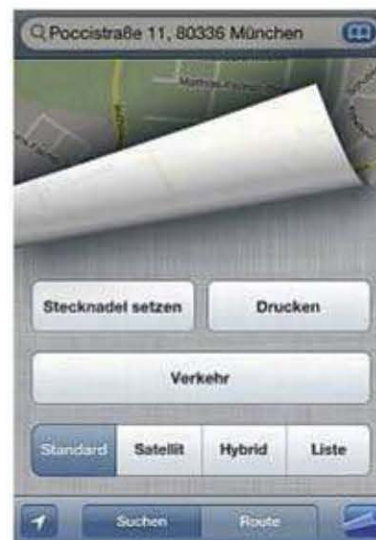 Poccistraße 11, 80336 München
Stecknadel setzen
Drucken
Verkehr
Standard
Satellit
Hybrid
Liste
Suchen
Route